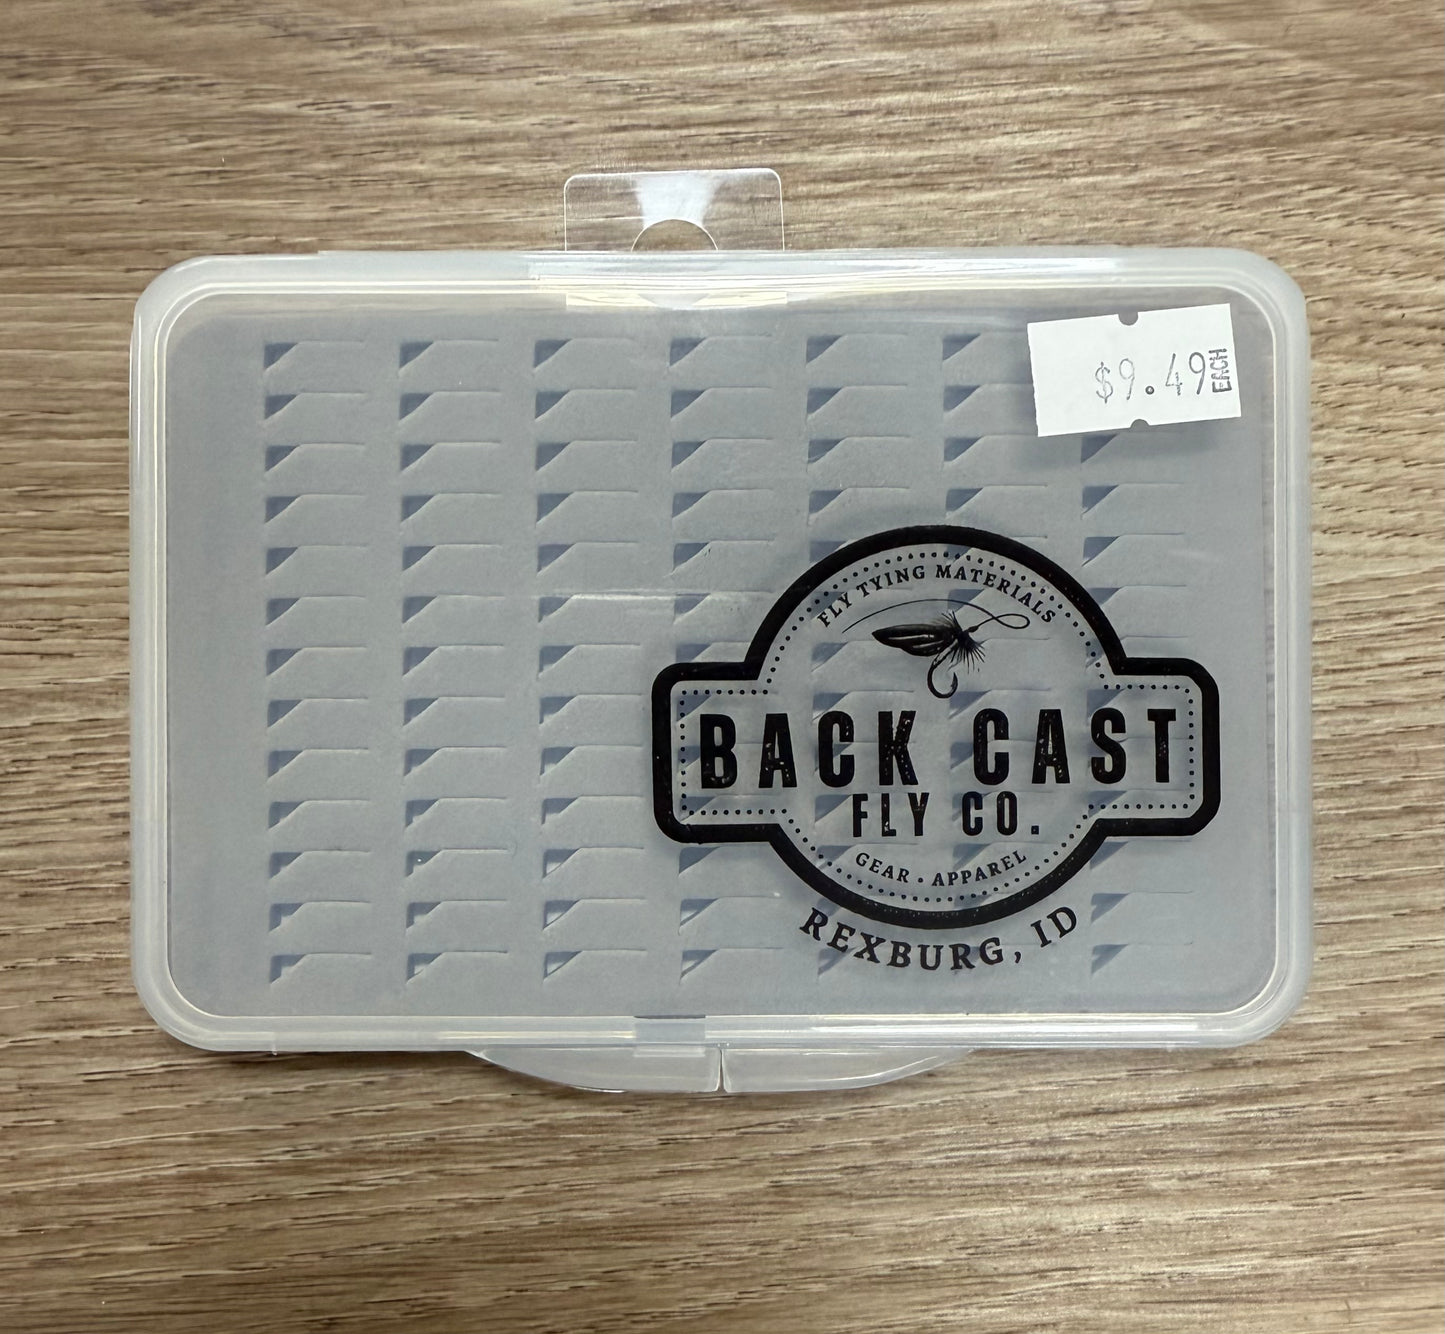 $9.49 EACH
FLY TYING MATERIALS
BACK CAST
FLY CO.
GEAR • APPAREL
REXBURG, ID